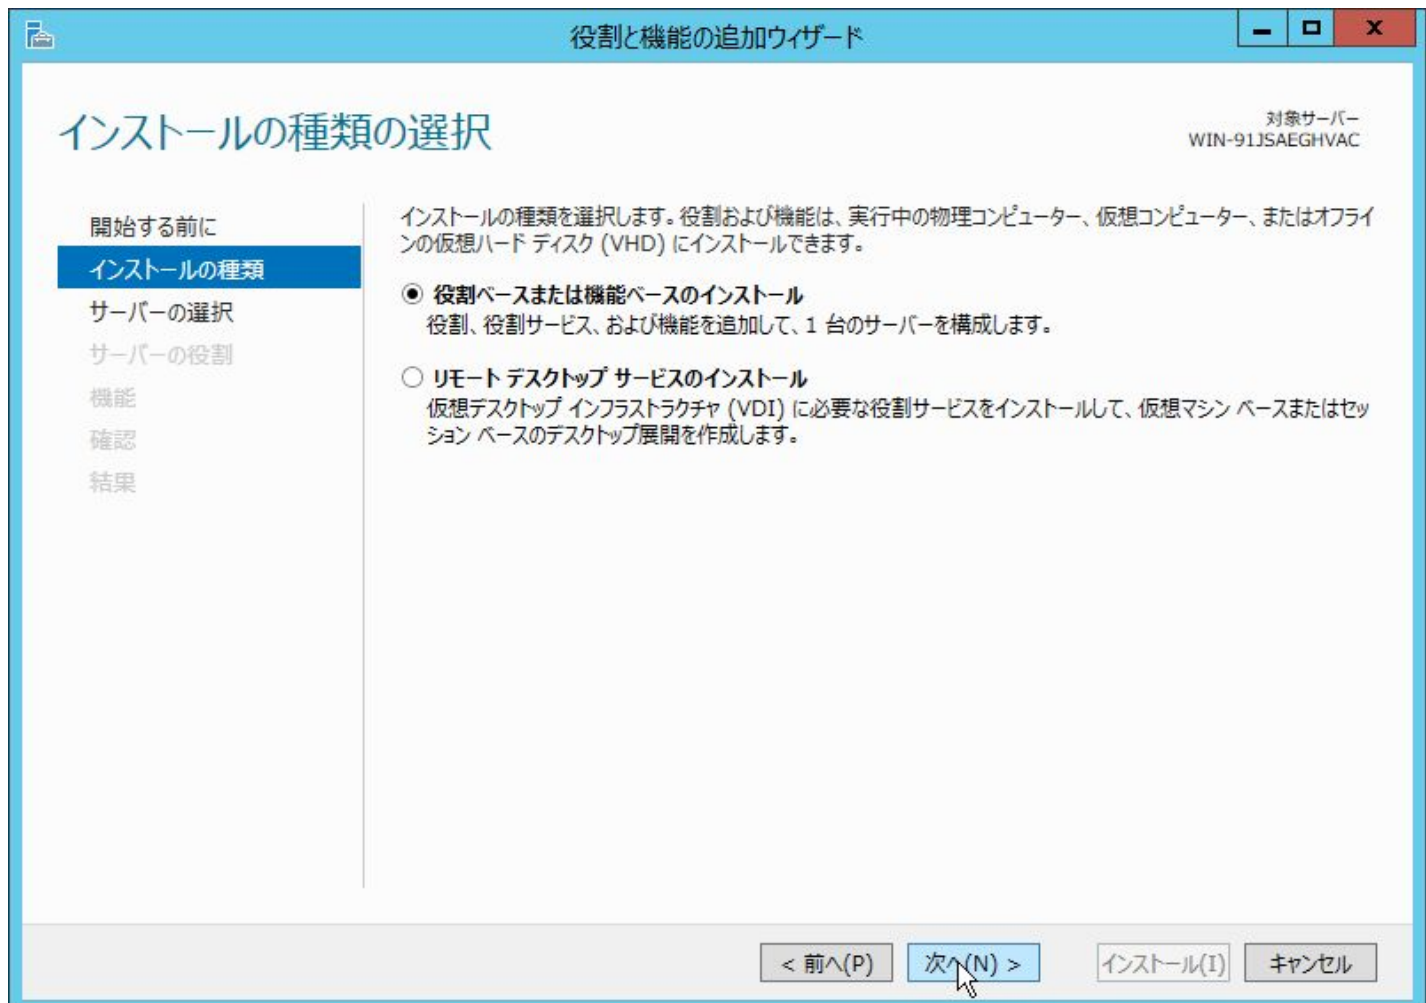 役割と機能の追加ウィザード
インストールの種類の選択
対象サーバー
WIN-91JSAEGHVAC
開始する前に
インストールの種類
サーバーの選択
サーバーの役割
機能
確認
結果
インストールの種類を選択します。役割および機能は、実行中の物理コンピューター、仮想コンピューター、またはオフライ
ンの仮想ハード ディスク (VHD) にインストールできます。
役割ベースまたは機能ベースのインストール
役割、役割サービス、および機能を追加して、1 台のサーバーを構成します。
リモート デスクトップ サービスのインストール
仮想デスクトップ インフラストラクチャ (VDI) に必要な役割サービスをインストールして、仮想マシン ベースまたはセッ
ション ベースのデスクトップ展開を作成します。
< 前へ(P)
次へ(N) >
インストール(I)
キャンセル